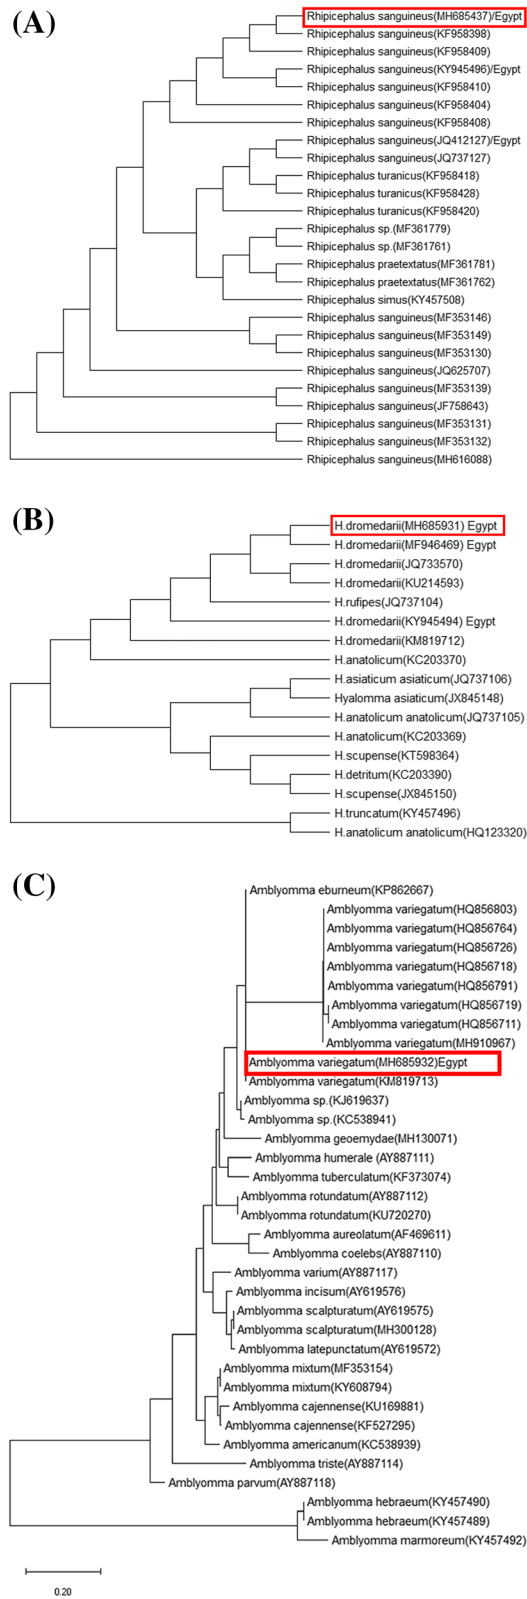 (A)
Rhipicephalus sanguineus(MH685437)/Egypt
Rhipicephalus sanguineus(KF958398)
Rhipicephalus sanguineus(KF958409)
Rhipicephalus sanguineus(KY945496)/Egypt
Rhipicephalus sanguineus(KF958410)
Rhipicephalus sanguineus(KF958404)
Rhipicephalus sanguineus(KF958408)
Rhipicephalus sanguineus(JQ412127)/Egypt
Rhipicephalus sanguineus(JQ737127)
Rhipicephalus turanicus(KF958418)
Rhipicephalus turanicus(KF958428)
Rhipicephalus turanicus(KF958420)
Rhipicephalus sp.(MF361779)
Rhipicephalus sp.(MF361761)
Rhipicephalus praetextatus(MF361781)
Rhipicephalus praetextatus(MF361762)
Rhipicephalus simus(KY457508)
Rhipicephalus sanguineus(MF353146)
Rhipicephalus sanguineus(MF353149)
Rhipicephalus sanguineus(MF353130)
Rhipicephalus sanguineus(JQ625707)
Rhipicephalus sanguineus(MF353139)
Rhipicephalus sanguineus(JF758643)
Rhipicephalus sanguineus(MF353131)
Rhipicephalus sanguineus(MF353132)
Rhipicephalus sanguineus(MH616088)
(B)
H.dromedarii(MH685931) Egypt
H.dromedarii(MF946469) Egypt
H.dromedarii(JQ733570)
H.dromedarii(KU214593)
H.rufipes(JQ737104)
H.dromedarii(KY945494) Egypt
H.dromedarii(KM819712)
H.anatolicum(KC203370)
H.asiaticum asiaticum(JQ737106)
Hyalomma asiaticum(JX845148)
H.anatolicum anatolicum(JQ737105)
H.anatolicum(KC203369)
H.scupense(KT598364)
H.detritum(KC203390)
H.scupense(JX845150)
H.truncatum(KY457496)
H.anatolicum anatolicum(HQ123320)
(C)
Amblyomma eburneum(KP862667)
Amblyomma variegatum(HQ856803)
Amblyomma variegatum(HQ856764)
Amblyomma variegatum(HQ856726)
Amblyomma variegatum(HQ856718)
Amblyomma variegatum(HQ856791)
Amblyomma variegatum(HQ856719)
Amblyomma variegatum(HQ856711)
Amblyomma variegatum(MH910967)
Amblyomma variegatum(MH685932)Egypt
Amblyomma variegatum(KM819713)
Amblyomma sp.(KJ619637)
Amblyomma sp.(KC538941)
Amblyomma geoemydae(MH130071)
Amblyomma humerale (AY887111)
Amblyomma tuberculatum(KF373074)
Amblyomma rotundatum(AY887112)
Amblyomma rotundatum(KU720270)
Amblyomma aureolatum(AF469611)
Amblyomma coelebs(AY887110)
Amblyomma varium(AY887117)
Amblyomma incisum(AY619576)
Amblyomma scalpturatum(AY619575)
Amblyomma scalpturatum(MH300128)
Amblyomma latepunctatum(AY619572)
Amblyomma mixtum(MF353154)
Amblyomma mixtum(KY608794)
Amblyomma cajennense(KU169881)
Amblyomma cajennense(KF527295)
Amblyomma americanum(KC538939)
Amblyomma triste(AY887114)
Amblyomma parvum(AY887118)
Amblyomma hebraeum(KY457490)
Amblyomma hebraeum(KY457489)
Amblyomma marmoreum(KY457492)
0.20